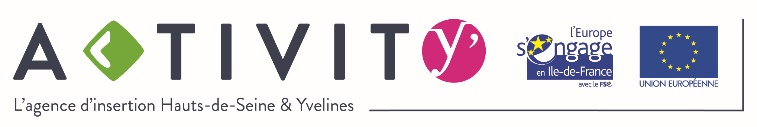 ACTIVITY'
L'agence d'insertion Hauts-de-Seine & Yvelines
l'Europe
s'engage
en Ile-de-France
avec le FSE
UNION EUROPÉENNE